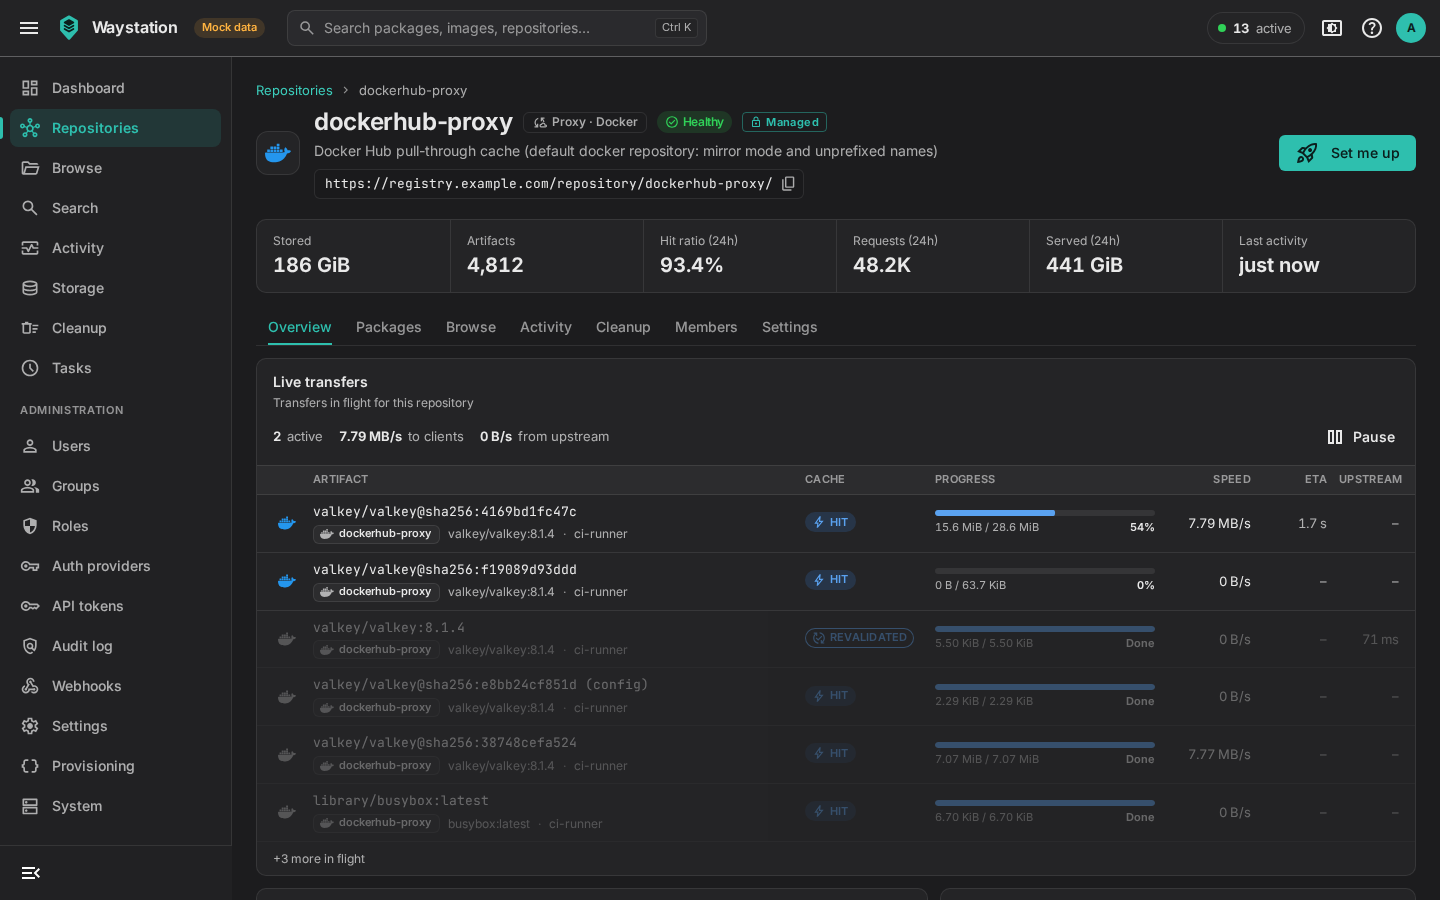 Waystation
Mock data
Search packages, images, repositories...
Ctrl K
13 active
A
Dashboard
Repositories
Browse
Search
Activity
Storage
Cleanup
Tasks
ADMINISTRATION
Users
Groups
Roles
Auth providers
API tokens
Audit log
Webhooks
Settings
Provisioning
System
Repositories > dockerhub-proxy
dockerhub-proxy
Proxy · Docker
Healthy
Managed
Docker Hub pull-through cache (default docker repository: mirror mode and unprefixed names)
https://registry.example.com/repository/dockerhub-proxy/
Set me up
Stored
186 GiB
Artifacts
4,812
Hit ratio (24h)
93.4%
Requests (24h)
48.2K
Served (24h)
441 GiB
Last activity
just now
Overview Packages Browse Activity Cleanup Members Settings
Live transfers
Transfers in flight for this repository
2 active 7.79 MB/s to clients 0 B/s from upstream
Pause
ARTIFACT CACHE PROGRESS SPEED ETA UPSTREAM
valkey/valkey@sha256:4169bd1fc47c
dockerhub-proxy valkey/valkey:8.1.4 · ci-runner
HIT
15.6 MiB / 28.6 MiB 54%
7.79 MB/s 1.7 s –
valkey/valkey@sha256:f19089d93ddd
dockerhub-proxy valkey/valkey:8.1.4 · ci-runner
HIT
0 B / 63.7 KiB 0%
0 B/s – –
valkey/valkey:8.1.4
dockerhub-proxy valkey/valkey:8.1.4 · ci-runner
REVALIDATED
5.50 KiB / 5.50 KiB Done
0 B/s – 71 ms
valkey/valkey@sha256:e8bb24cf851d (config)
dockerhub-proxy valkey/valkey:8.1.4 · ci-runner
HIT
2.29 KiB / 2.29 KiB Done
0 B/s – –
valkey/valkey@sha256:38748cefa524
dockerhub-proxy valkey/valkey:8.1.4 · ci-runner
HIT
7.07 MiB / 7.07 MiB Done
7.77 MB/s – –
library/busybox:latest
dockerhub-proxy busybox:latest · ci-runner
HIT
6.70 KiB / 6.70 KiB Done
0 B/s – –
+3 more in flight